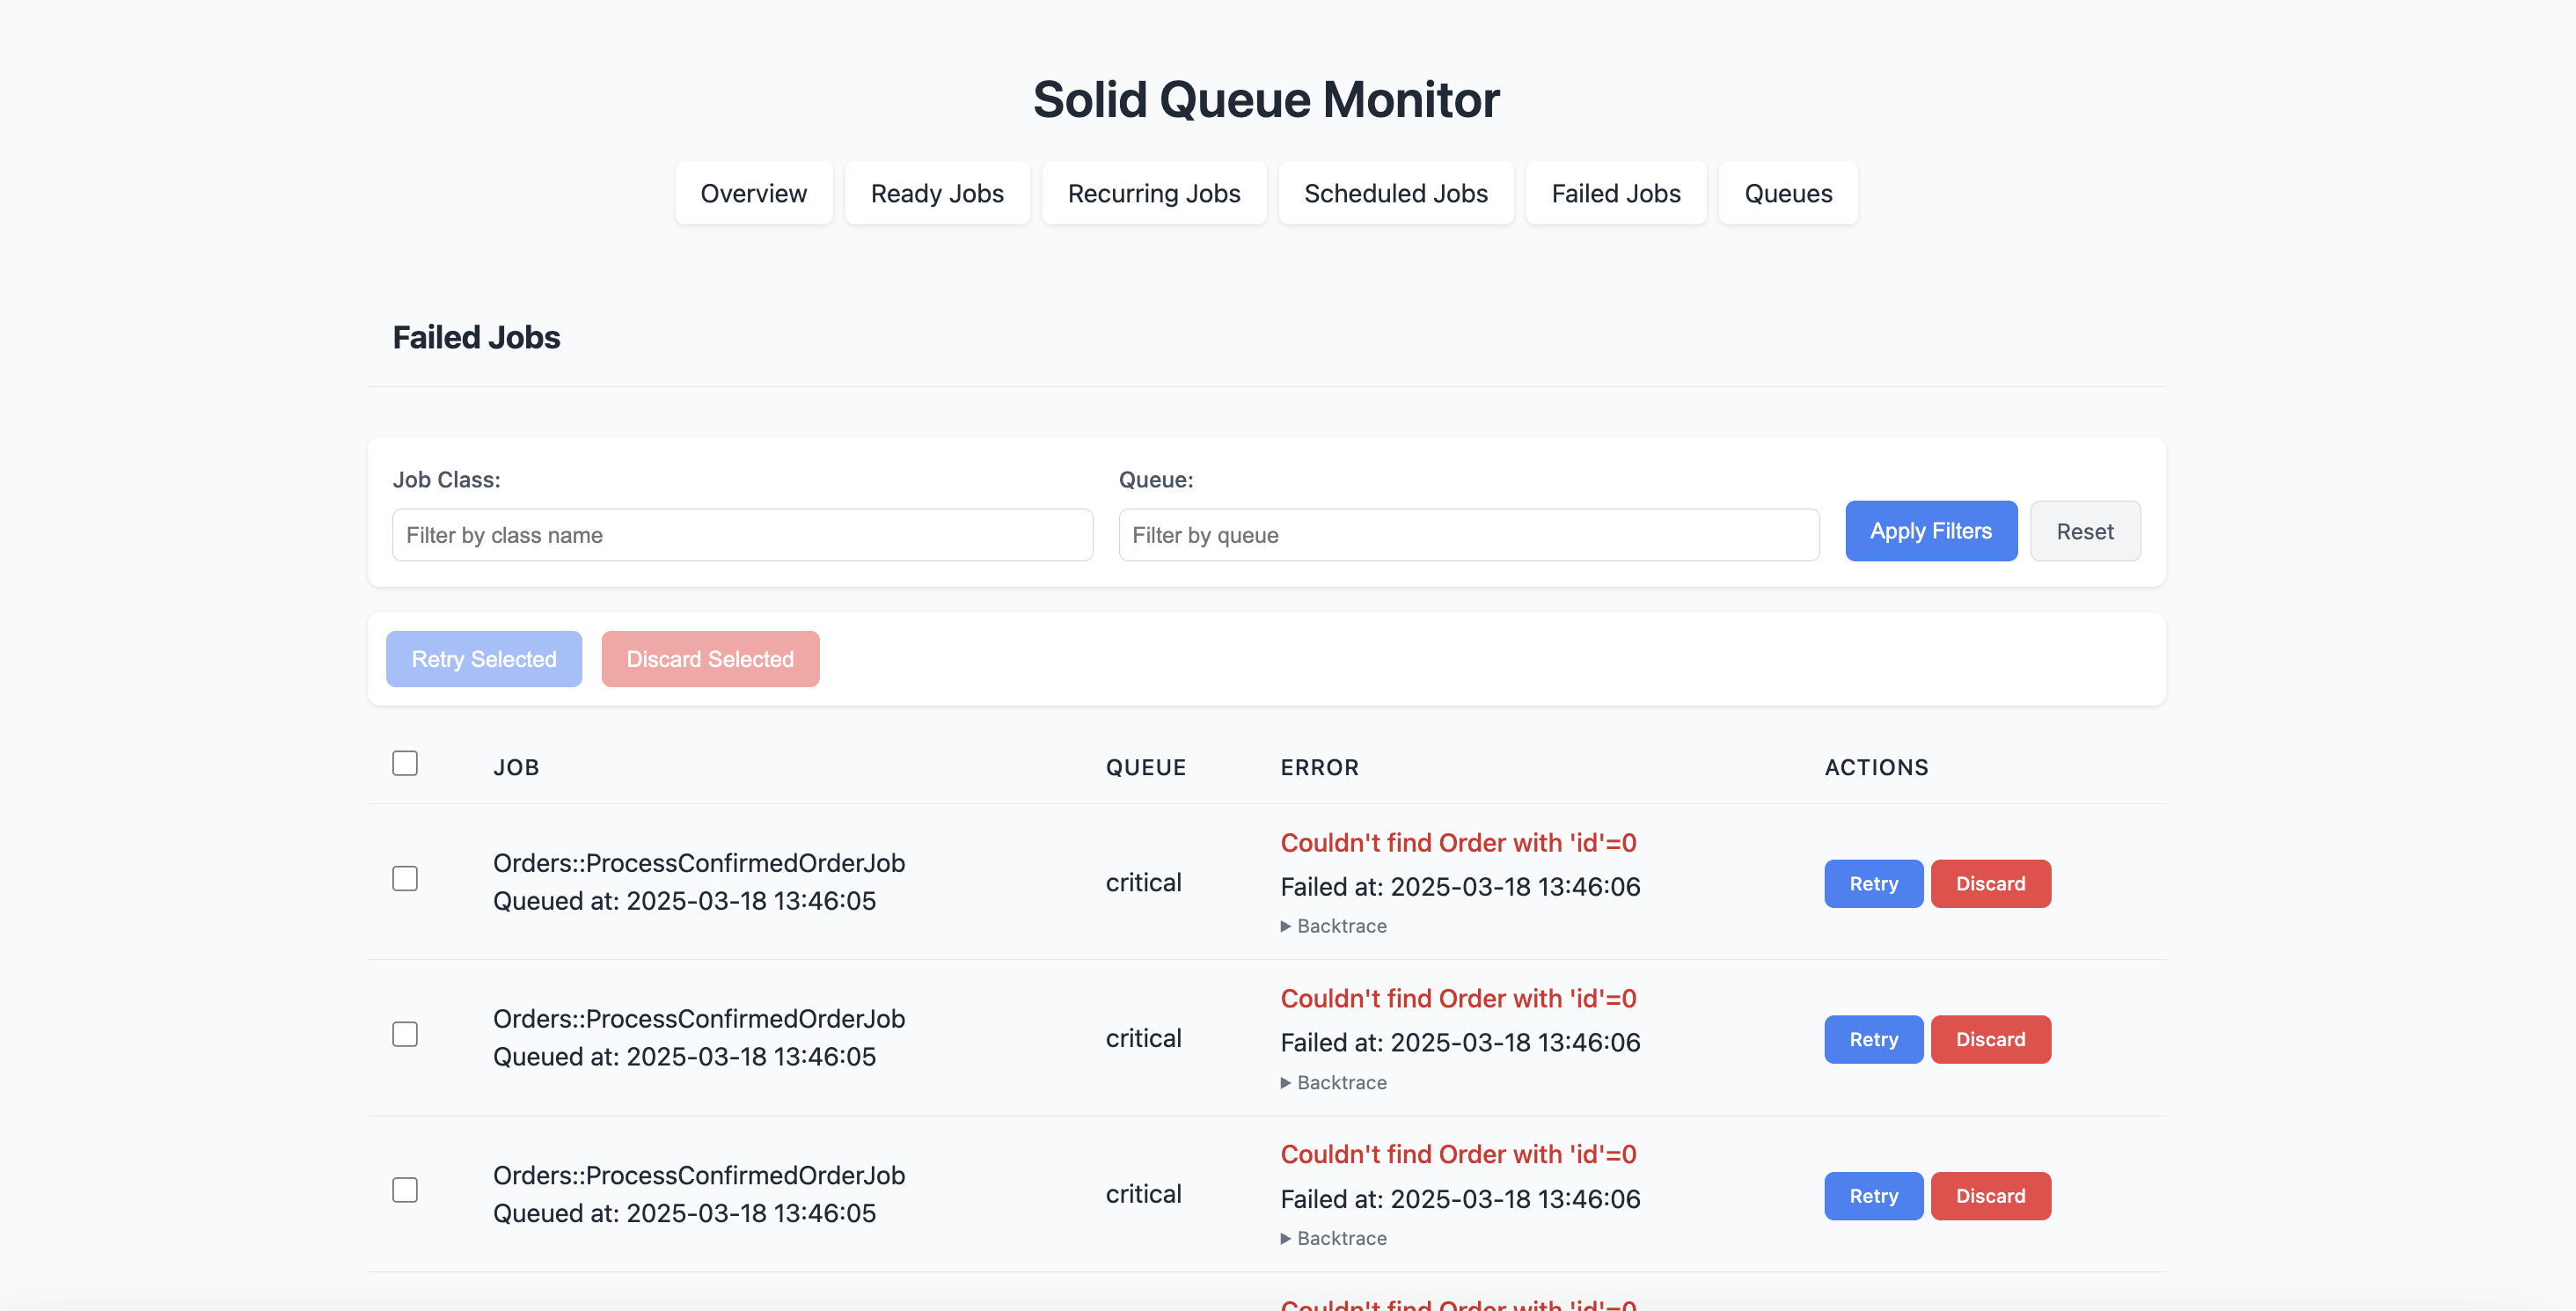 Solid Queue Monitor
Overview Ready Jobs Recurring Jobs Scheduled Jobs Failed Jobs Queues
Failed Jobs
Job Class: Queue:
Filter by class name Filter by queue Apply Filters Reset
Retry Selected Discard Selected
JOB QUEUE ERROR ACTIONS
Orders::ProcessConfirmedOrderJob
Queued at: 2025-03-18 13:46:05
critical
Couldn't find Order with 'id'=0
Failed at: 2025-03-18 13:46:06
Backtrace
Retry Discard
Orders::ProcessConfirmedOrderJob
Queued at: 2025-03-18 13:46:05
critical
Couldn't find Order with 'id'=0
Failed at: 2025-03-18 13:46:06
Backtrace
Retry Discard
Orders::ProcessConfirmedOrderJob
Queued at: 2025-03-18 13:46:05
critical
Couldn't find Order with 'id'=0
Failed at: 2025-03-18 13:46:06
Backtrace
Retry Discard
Couldn't find Order with 'id'=0